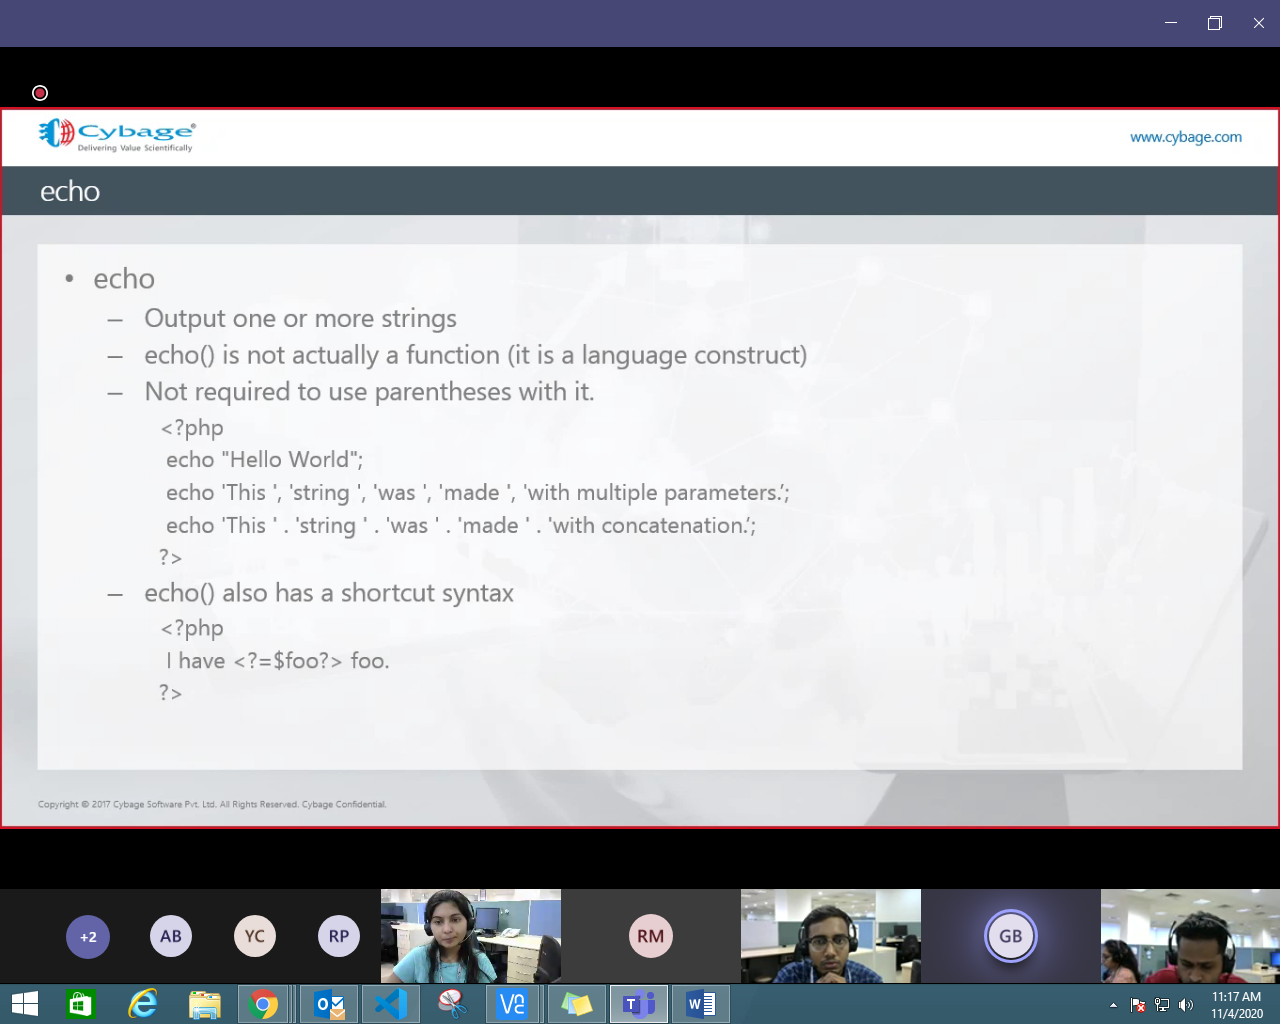 Cybage®
Delivering Value Scientifically
www.cybage.com
echo
• echo
– Output one or more strings
– echo() is not actually a function (it is a language construct)
– Not required to use parentheses with it.
<?php
echo "Hello World";
echo 'This ', 'string ', 'was ', 'made ', 'with multiple parameters.’;
echo 'This ' . 'string ' . 'was ' . 'made ' . 'with concatenation.’;
?>
– echo() also has a shortcut syntax
<?php
I have <?=$foo?> foo.
?>
Copyright © 2017 Cybage Software Pvt. Ltd. All Rights Reserved. Cybage Confidential.
+2 AB YC RP RM GB
11:17 AM
11/4/2020